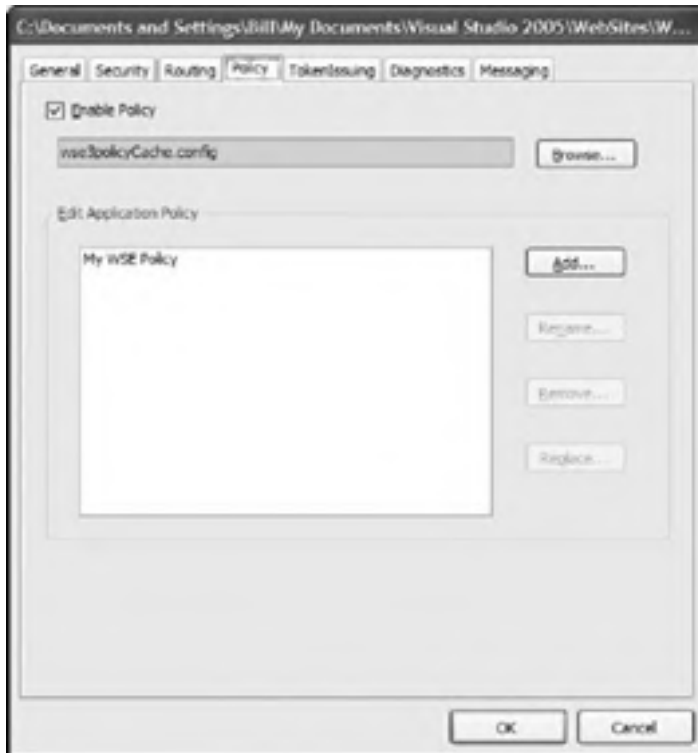 C:\Documents and Settings\Bill\My Documents\Visual Studio 2005\WebSites\W...
General Security Routing Policy TokenIssuing Diagnostics Messaging
Enable Policy
wse3policyCache.config
Browse...
Edit Application Policy
My WSE Policy
Add...
Rename...
Remove...
Replace...
OK Cancel